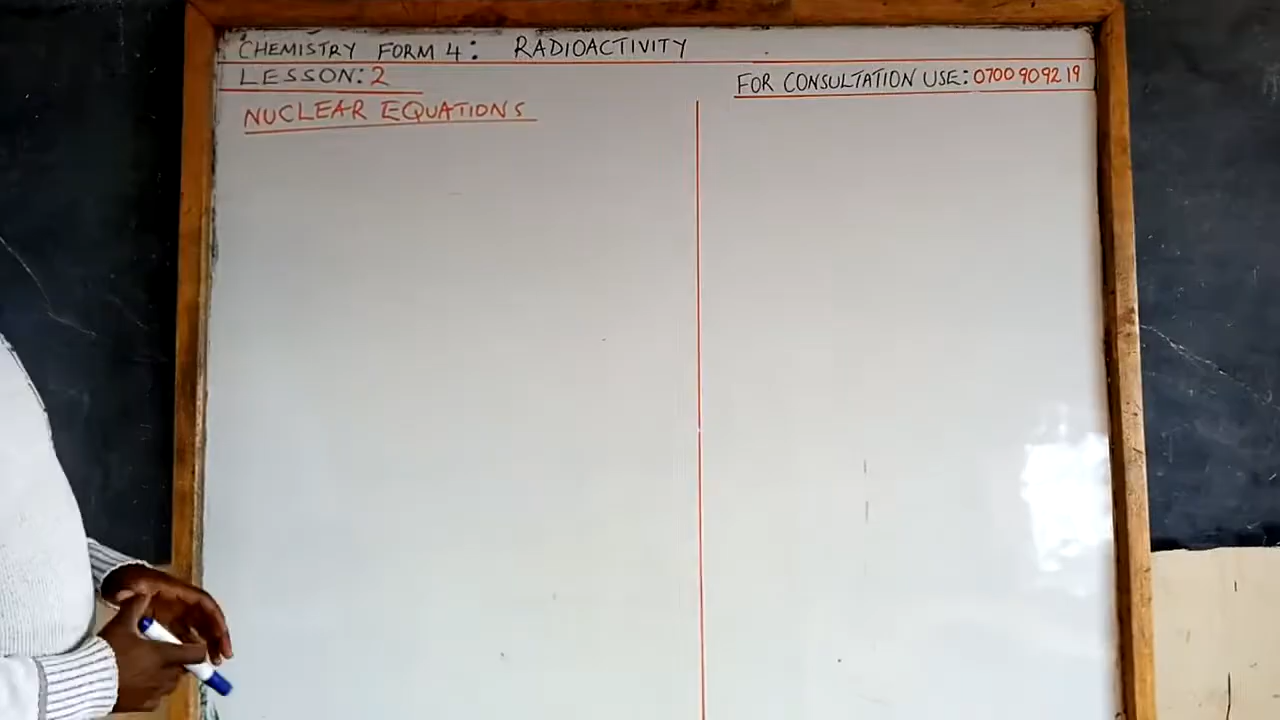 CHEMISTRY FORM 4: RADIOACTIVITY
LESSON: 2
FOR CONSULTATION USE: 0700 909219
NUCLEAR EQUATIONS